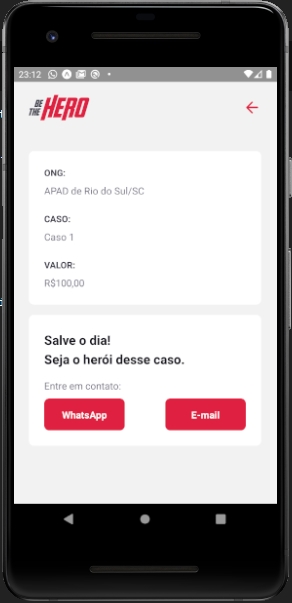 23:12
BE THE HERO
ONG:
APAD de Rio do Sul/SC
CASO:
Caso 1
VALOR:
R$100,00
Salve o dia!
Seja o herói desse caso.
Entre em contato:
WhatsApp E-mail